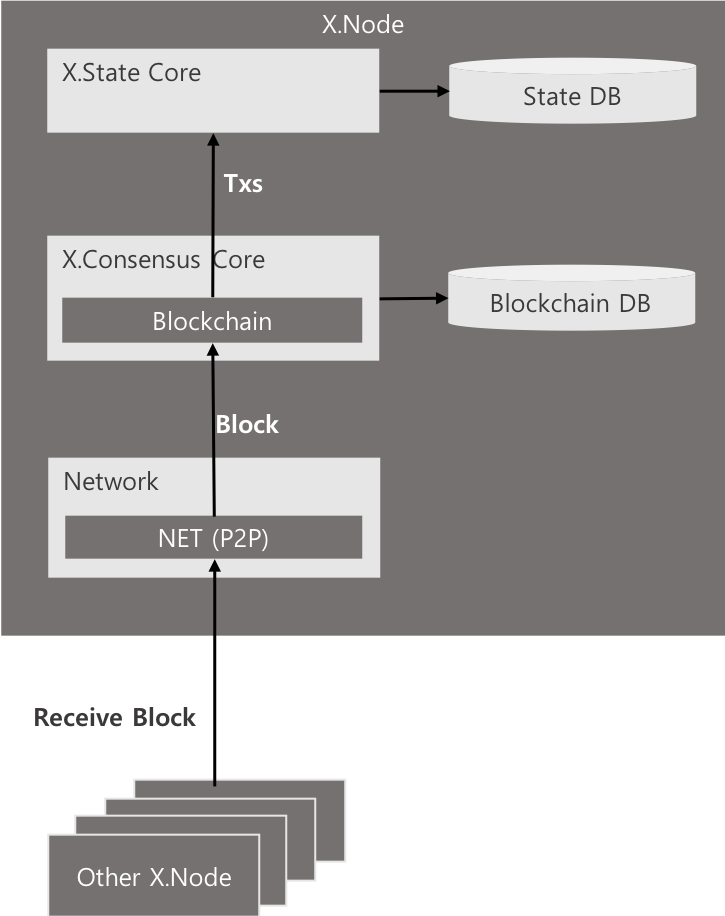 X.Node
X.State Core
State DB
Txs
X.Consensus Core
Blockchain
Blockchain DB
Block
Network
NET (P2P)
Receive Block
Other X.Node